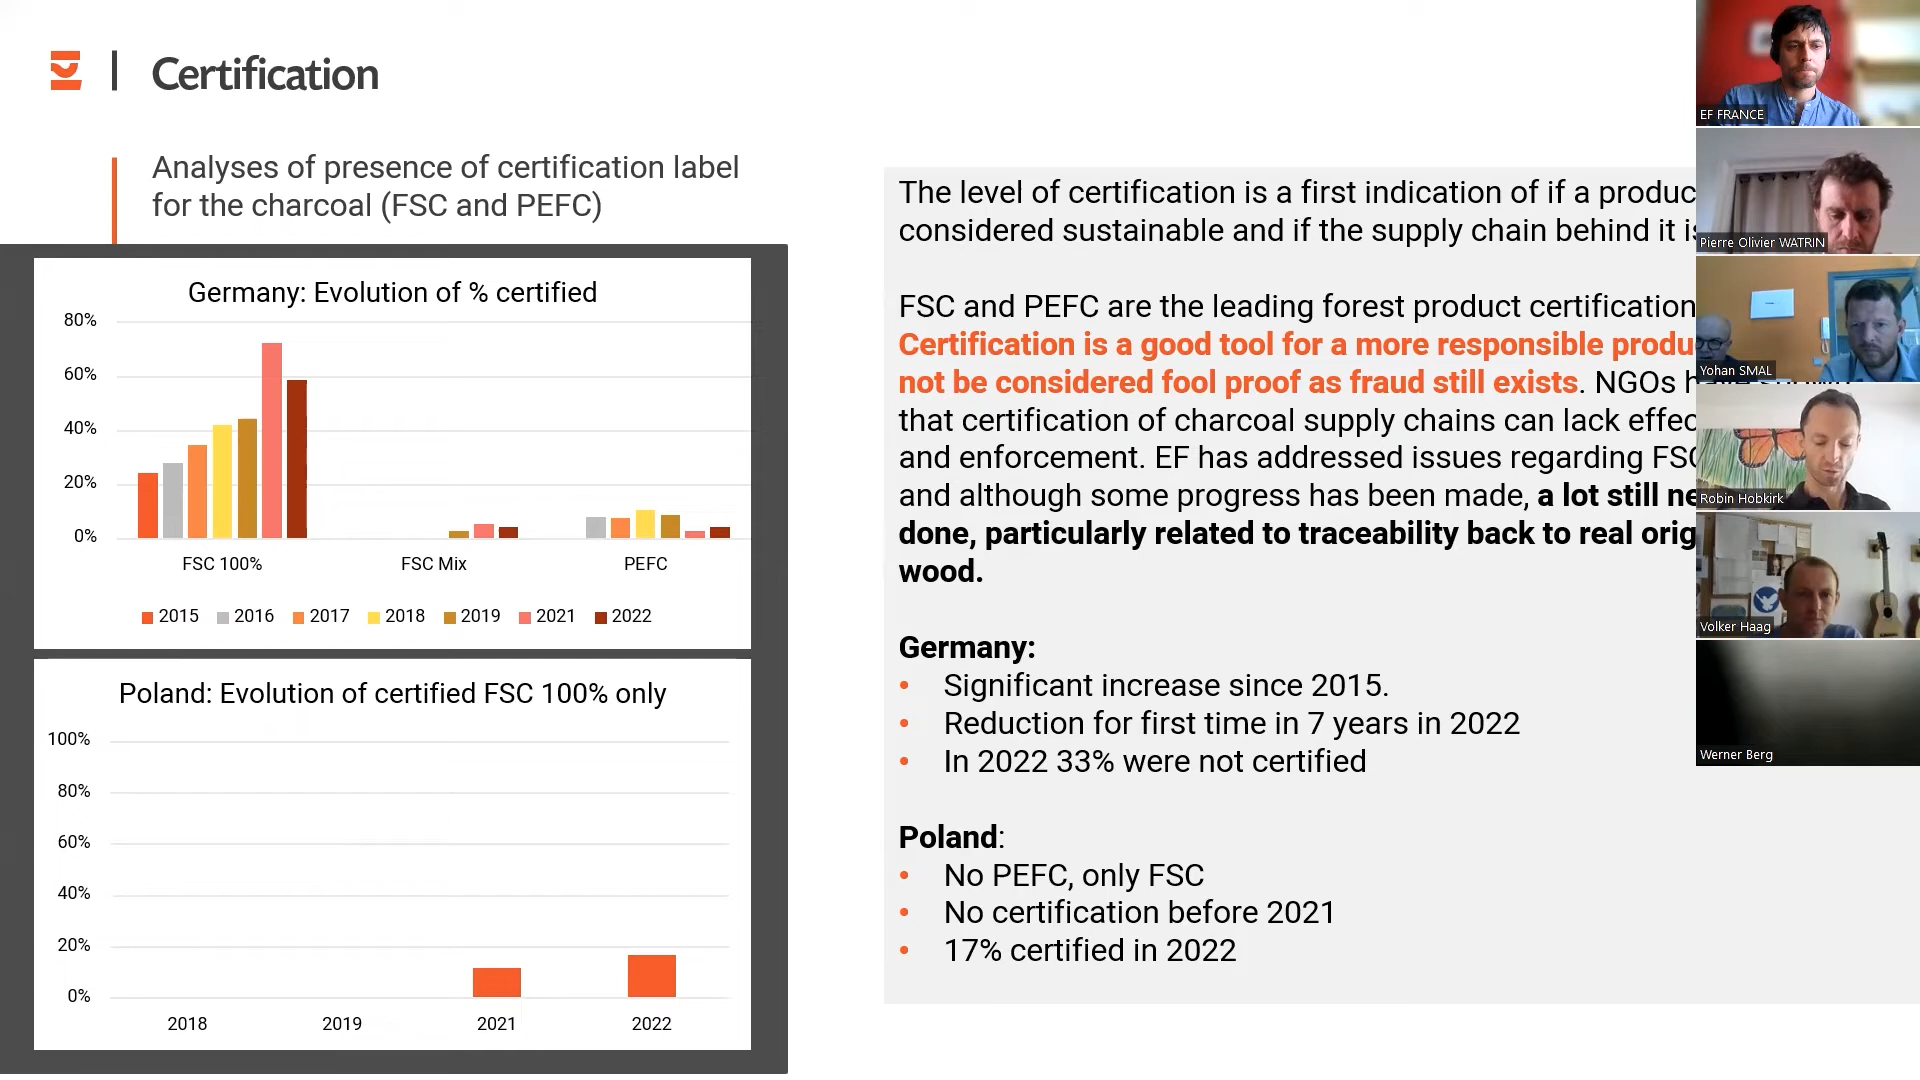 Certification
Analyses of presence of certification label
for the charcoal (FSC and PEFC)
Germany: Evolution of % certified
80%
60%
40%
20%
0%
FSC 100%
FSC Mix
PEFC
2015
2016
2017
2018
2019
2021
2022
Poland: Evolution of certified FSC 100% only
100%
80%
60%
40%
20%
0%
2018
2019
2021
2022
The level of certification is a first indication of if a produc
considered sustainable and if the supply chain behind it is
FSC and PEFC are the leading forest product certification
Certification is a good tool for a more responsible produ
not be considered fool proof as fraud still exists. NGOs
that certification of charcoal supply chains can lack effec
and enforcement. EF has addressed issues regarding FSC
and although some progress has been made, a lot still ne
done, particularly related to traceability back to real orig
wood.
Germany:
• Significant increase since 2015.
• Reduction for first time in 7 years in 2022
• In 2022 33% were not certified
Poland:
• No PEFC, only FSC
• No certification before 2021
• 17% certified in 2022
EF FRANCE
Pierre Olivier WATRIN
Yohan SMAL
Robin Hobkirk
Volker Haag
Werner Berg